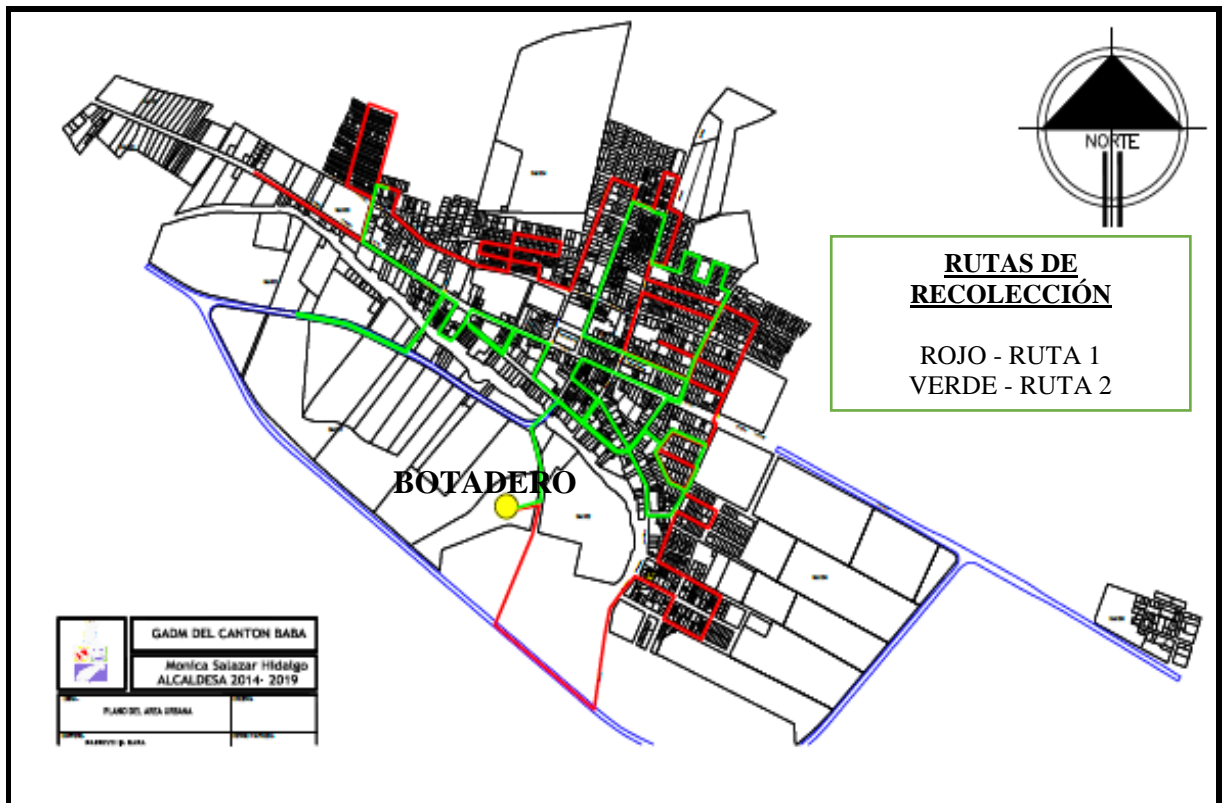 NORTE
RUTAS DE
RECOLECCIÓN
ROJO - RUTA 1
VERDE - RUTA 2
BOTADERO
GADM DEL CANTON BABA
Monica Salazar Hidalgo
ALCALDESA 2014- 2019
PLANO DEL AREA URBANA